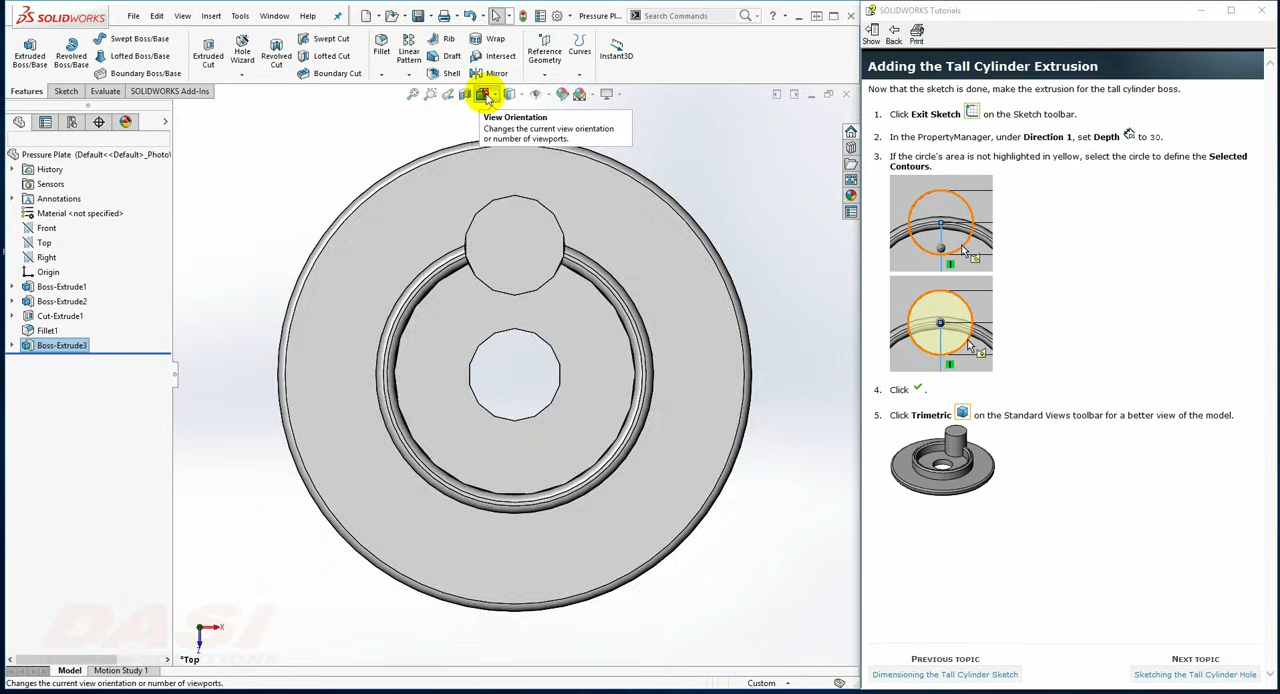 SOLIDWORKS
File Edit View Insert Tools Window Help
Pressure Pl...
Search Commands
Extruded Boss/Base
Revolved Boss/Base
Swept Boss/Base
Lofted Boss/Base
Boundary Boss/Base
Extruded Cut
Hole Wizard
Revolved Cut
Swept Cut
Lofted Cut
Boundary Cut
Fillet
Linear Pattern
Rib
Draft
Shell
Wrap
Intersect
Mirror
Reference Geometry
Curves
Instant3D
Features Sketch Evaluate SOLIDWORKS Add-Ins
View Orientation
Changes the current view orientation
or number of viewports.
Pressure Plate (Default<<Default>_Photo\
History
Sensors
Annotations
Material <not specified>
Front
Top
Right
Origin
Boss-Extrude1
Boss-Extrude2
Cut-Extrude1
Fillet1
Boss-Extrude3
X
Z
*Top
DASI
SOLUTIONS
Model Motion Study 1
Changes the current view orientation or number of viewports.
Custom
SOLIDWORKS Tutorials
Show Back Print
Adding the Tall Cylinder Extrusion
Now that the sketch is done, make the extrusion for the tall cylinder boss.
1. Click Exit Sketch on the Sketch toolbar.
2. In the PropertyManager, under Direction 1, set Depth to 30.
3. If the circle's area is not highlighted in yellow, select the circle to define the Selected
Contours.
4. Click .
5. Click Trimetric on the Standard Views toolbar for a better view of the model.
PREVIOUS TOPIC
Dimensioning the Tall Cylinder Sketch
NEXT TOPIC
Sketching the Tall Cylinder Hole